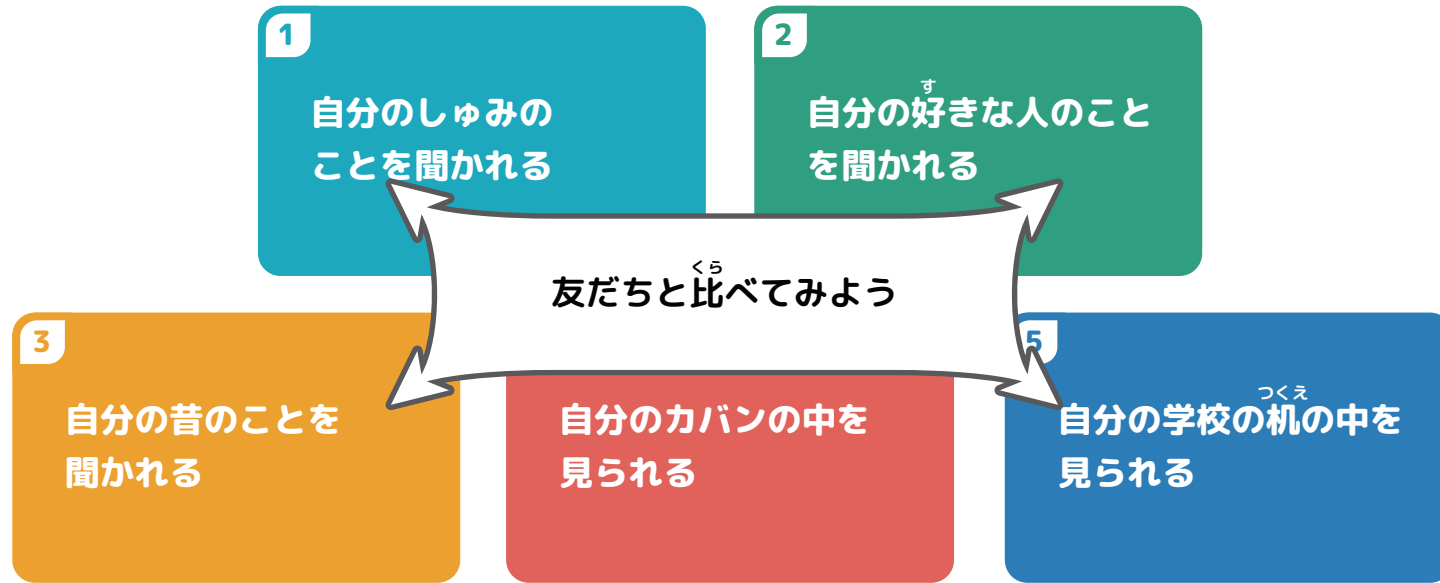 1
自分のしゅみの
ことを聞かれる
2
す
自分の好きな人のこと
を聞かれる
くら
友だちと比べてみよう
3
自分の昔のことを
聞かれる
自分のカバンの中を
見られる
5
つくえ
自分の学校の机の中を
見られる